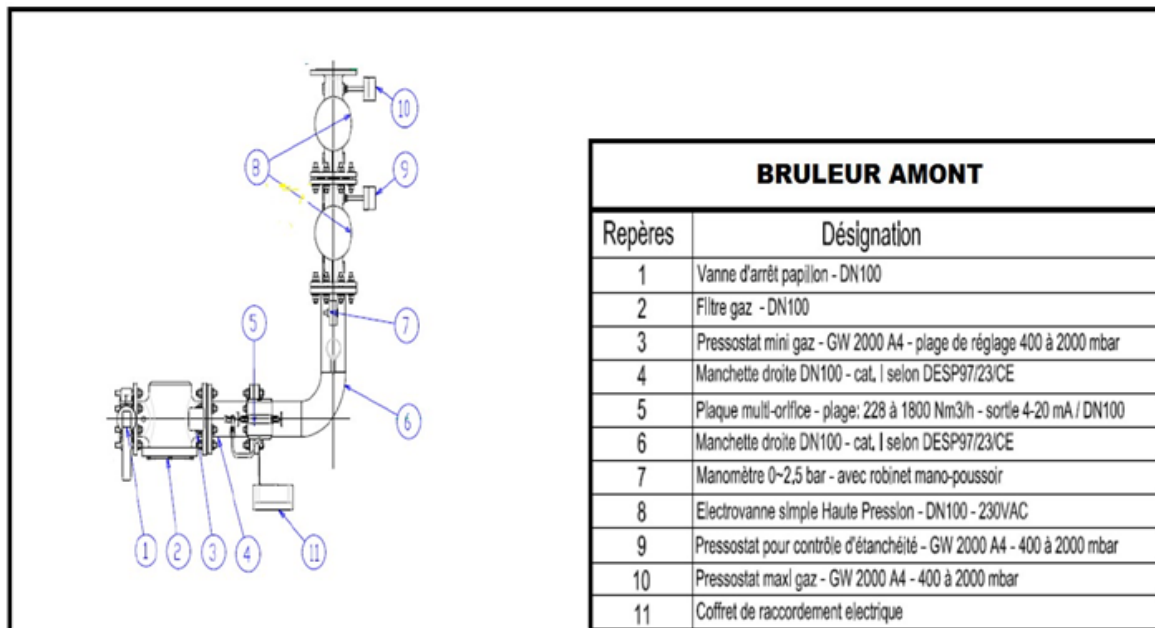 10
8
9
5
7
6
1
2
3
4
11
BRULEUR AMONT
Repères Désignation
1 Vanne d'arrêt papillon - DN100
2 Filtre gaz - DN100
3 Pressostat mini gaz - GW 2000 A4 - plage de réglage 400 à 2000 mbar
4 Manchette droite DN100 - cat. I selon DESP97/23/CE
5 Plaque multi-orifice - plage: 228 à 1800 Nm3/h - sortie 4-20 mA / DN100
6 Manchette droite DN100 - cat. I selon DESP97/23/CE
7 Manomètre 0~2,5 bar - avec robinet mano-poussoir
8 Electrovanne simple Haute Pression - DN100 - 230VAC
9 Pressostat pour contrôle d'étanchéité - GW 2000 A4 - 400 à 2000 mbar
10 Pressostat maxi gaz - GW 2000 A4 - 400 à 2000 mbar
11 Coffret de raccordement electrique